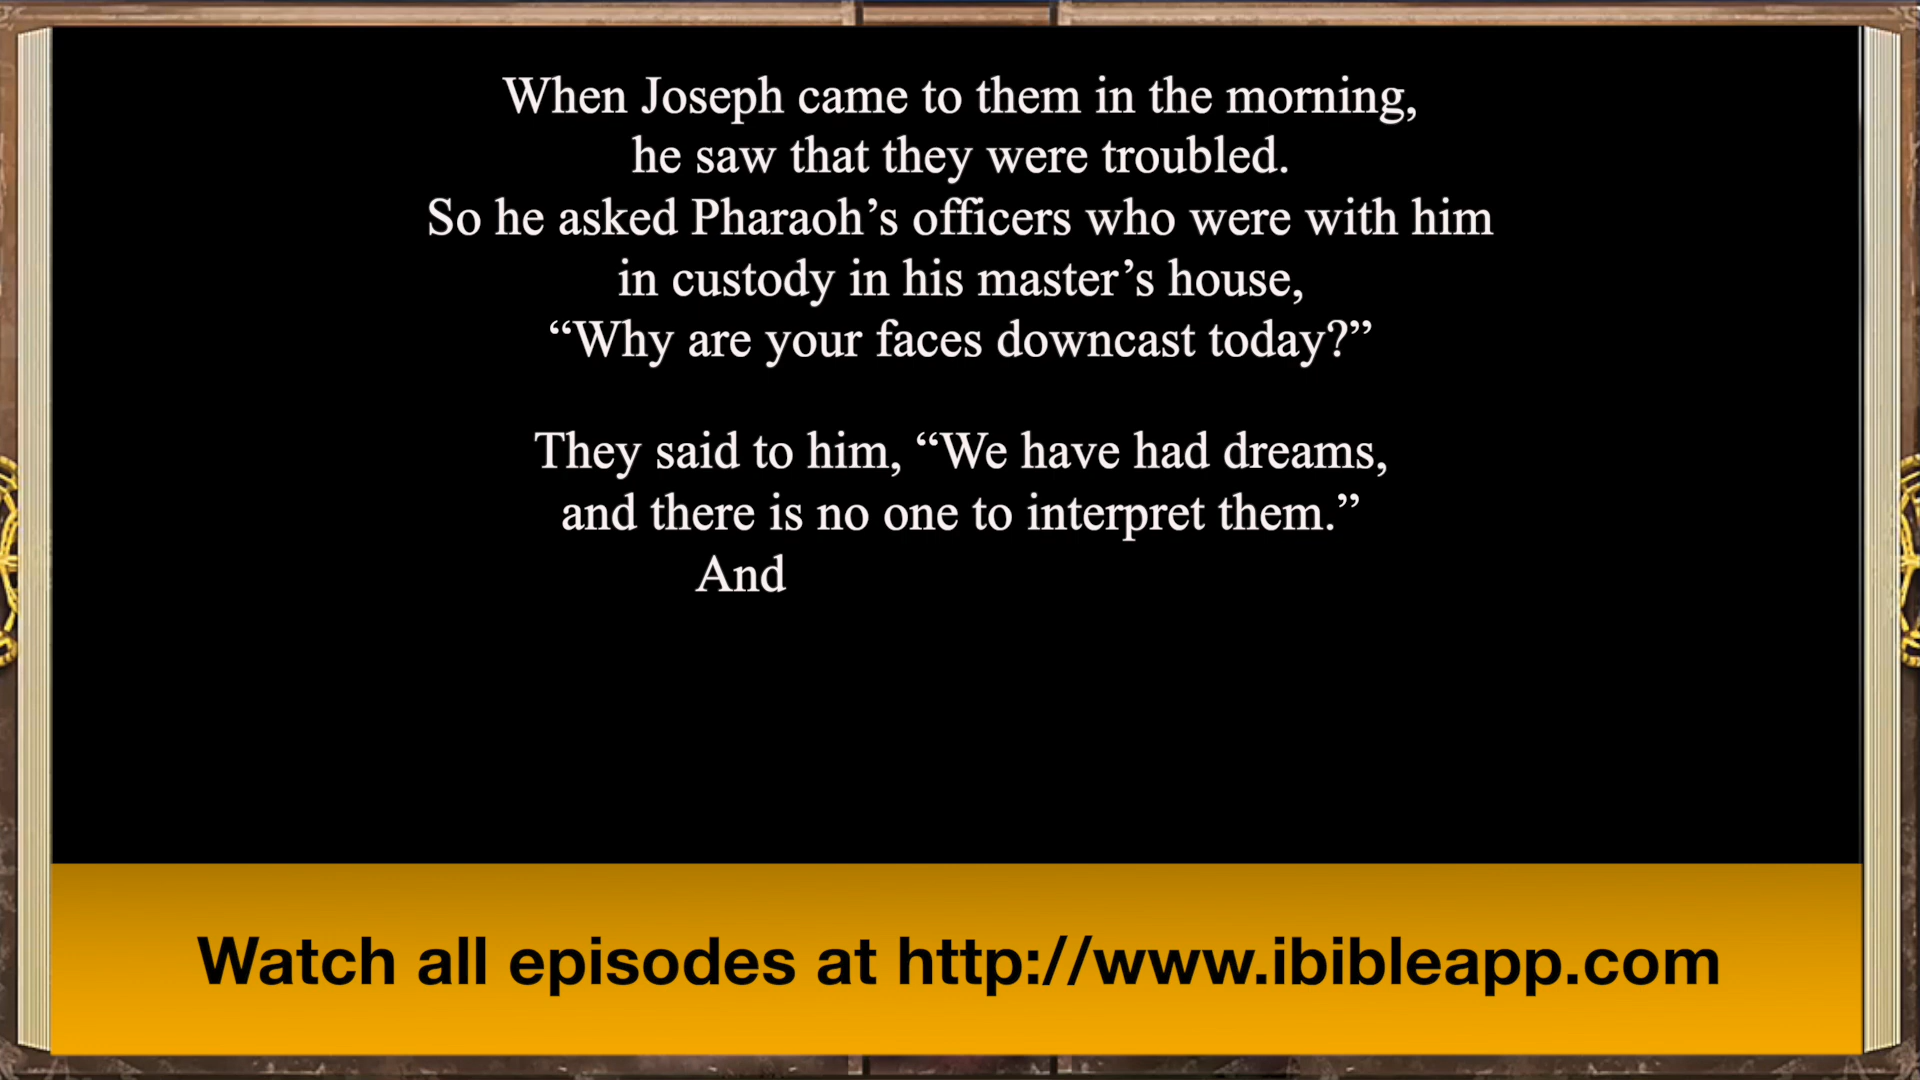 When Joseph came to them in the morning,
he saw that they were troubled.
So he asked Pharaoh’s officers who were with him
in custody in his master’s house,
“Why are your faces downcast today?”
They said to him, “We have had dreams,
and there is no one to interpret them.”
And
Watch all episodes at http://www.ibibleapp.com